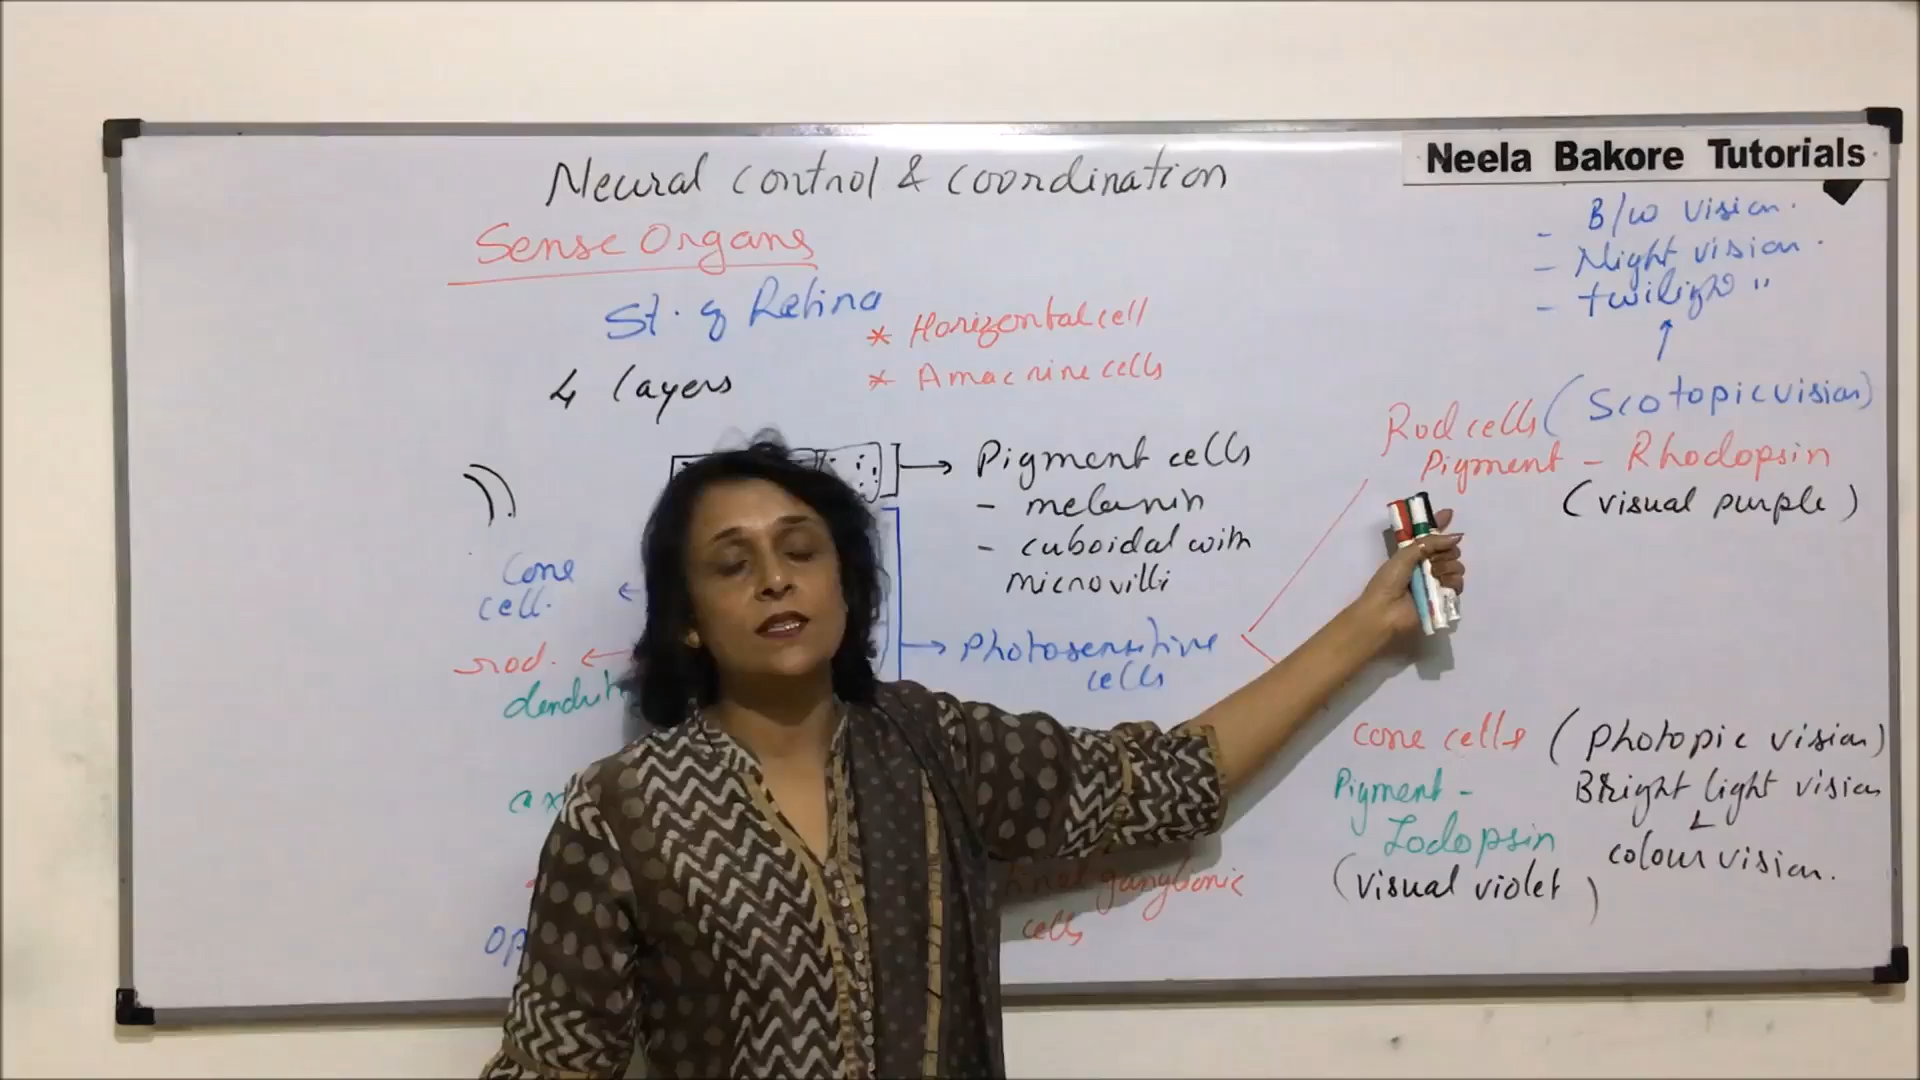 Neela Bakore Tutorials
Neural control & coordination
Sense Organs
St. of Retina
* Horizontal cell
* Amacrine cells
4 layers
- B/W vision.
- Night vision.
- twilight "
Rod cells (Scotopic vision)
Pigment - Rhodopsin
(visual purple)
Pigment cells
- melanin
- cuboidal with
microvilli
Cone
cell.
rod.
Photosensitive
cells
cone cells (Photopic vision)
Bright light vision
&
colour vision.
Pigment -
Iodopsin
(visual violet)
ganglionic
cells